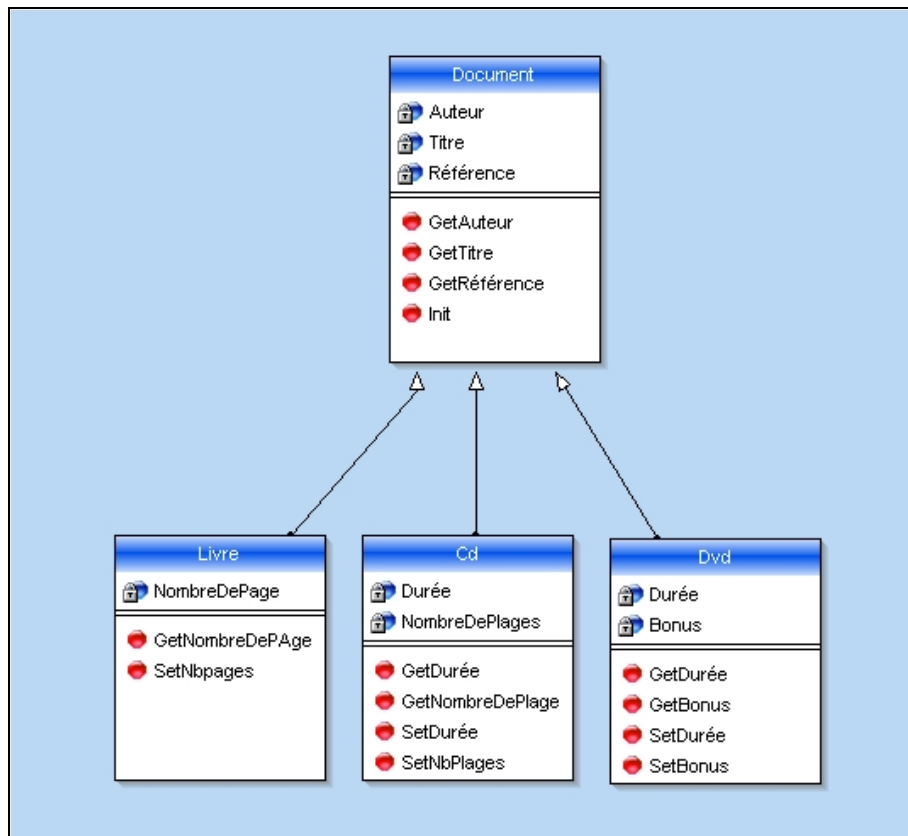 Document
Auteur
Titre
Référence
GetAuteur
GetTitre
GetRéférence
Init
Livre
NombreDePage
GetNombreDePAge
SetNbpages
Cd
Durée
NombreDePlages
GetDurée
GetNombreDePlage
SetDurée
SetNbPlages
Dvd
Durée
Bonus
GetDurée
GetBonus
SetDurée
SetBonus